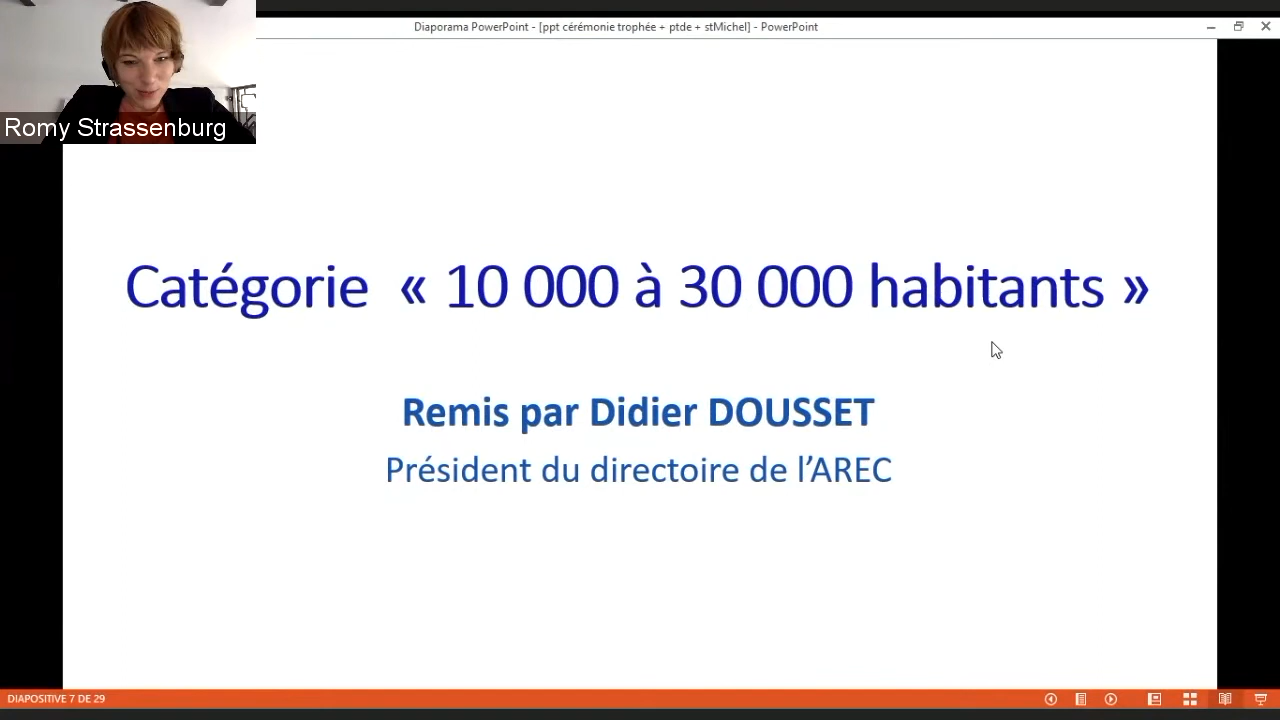 Diaporama PowerPoint - [ppt cérémonie trophée + ptde + stMichel] - PowerPoint
Romy Strassenburg
Catégorie « 10 000 à 30 000 habitants »
Remis par Didier DOUSSET
Président du directoire de l’AREC
DIAPOSITIVE 7 DE 29